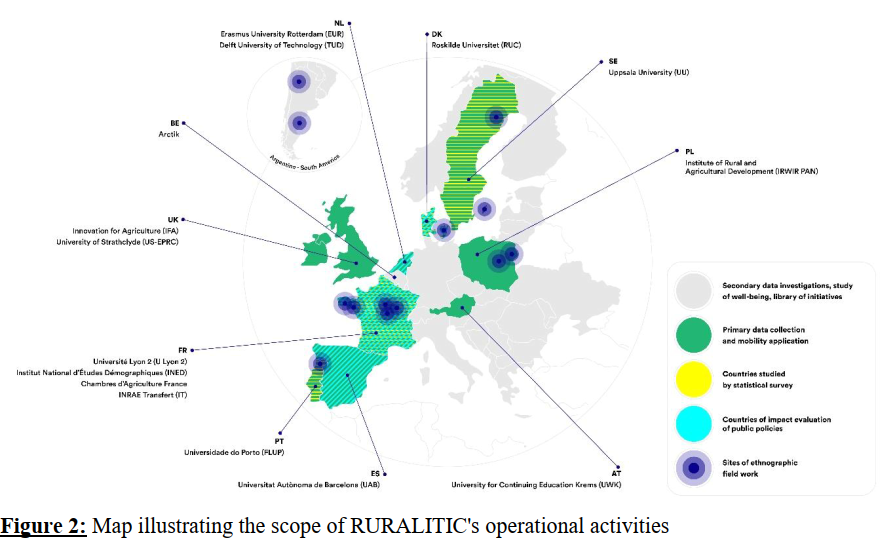 NL
Erasmus University Rotterdam (EUR)
Delft University of Technology (TUD)
DK
Roskilde Universitet (RUC)
SE
Uppsala University (UU)
BE
Arctik
Argentina - South America
PL
Institute of Rural and
Agricultural Development (IRWIR PAN)
UK
Innovation for Agriculture (IFA)
University of Strathclyde (US-EPRC)
FR
Université Lyon 2 (U Lyon 2)
Institut National d'Études Démographiques (INED)
Chambres d'Agriculture France
INRAE Transfert (IT)
PT
Universidade do Porto (FLUP)
ES
Universitat Autònoma de Barcelona (UAB)
AT
University for Continuing Education Krems (UWK)
Secondary data investigations, study
of well-being, library of initiatives
Primary data collection
and mobility application
Countries studied
by statistical survey
Countries of impact evaluation
of public policies
Sites of ethnographic
field work
Figure 2: Map illustrating the scope of RURALITIC's operational activities